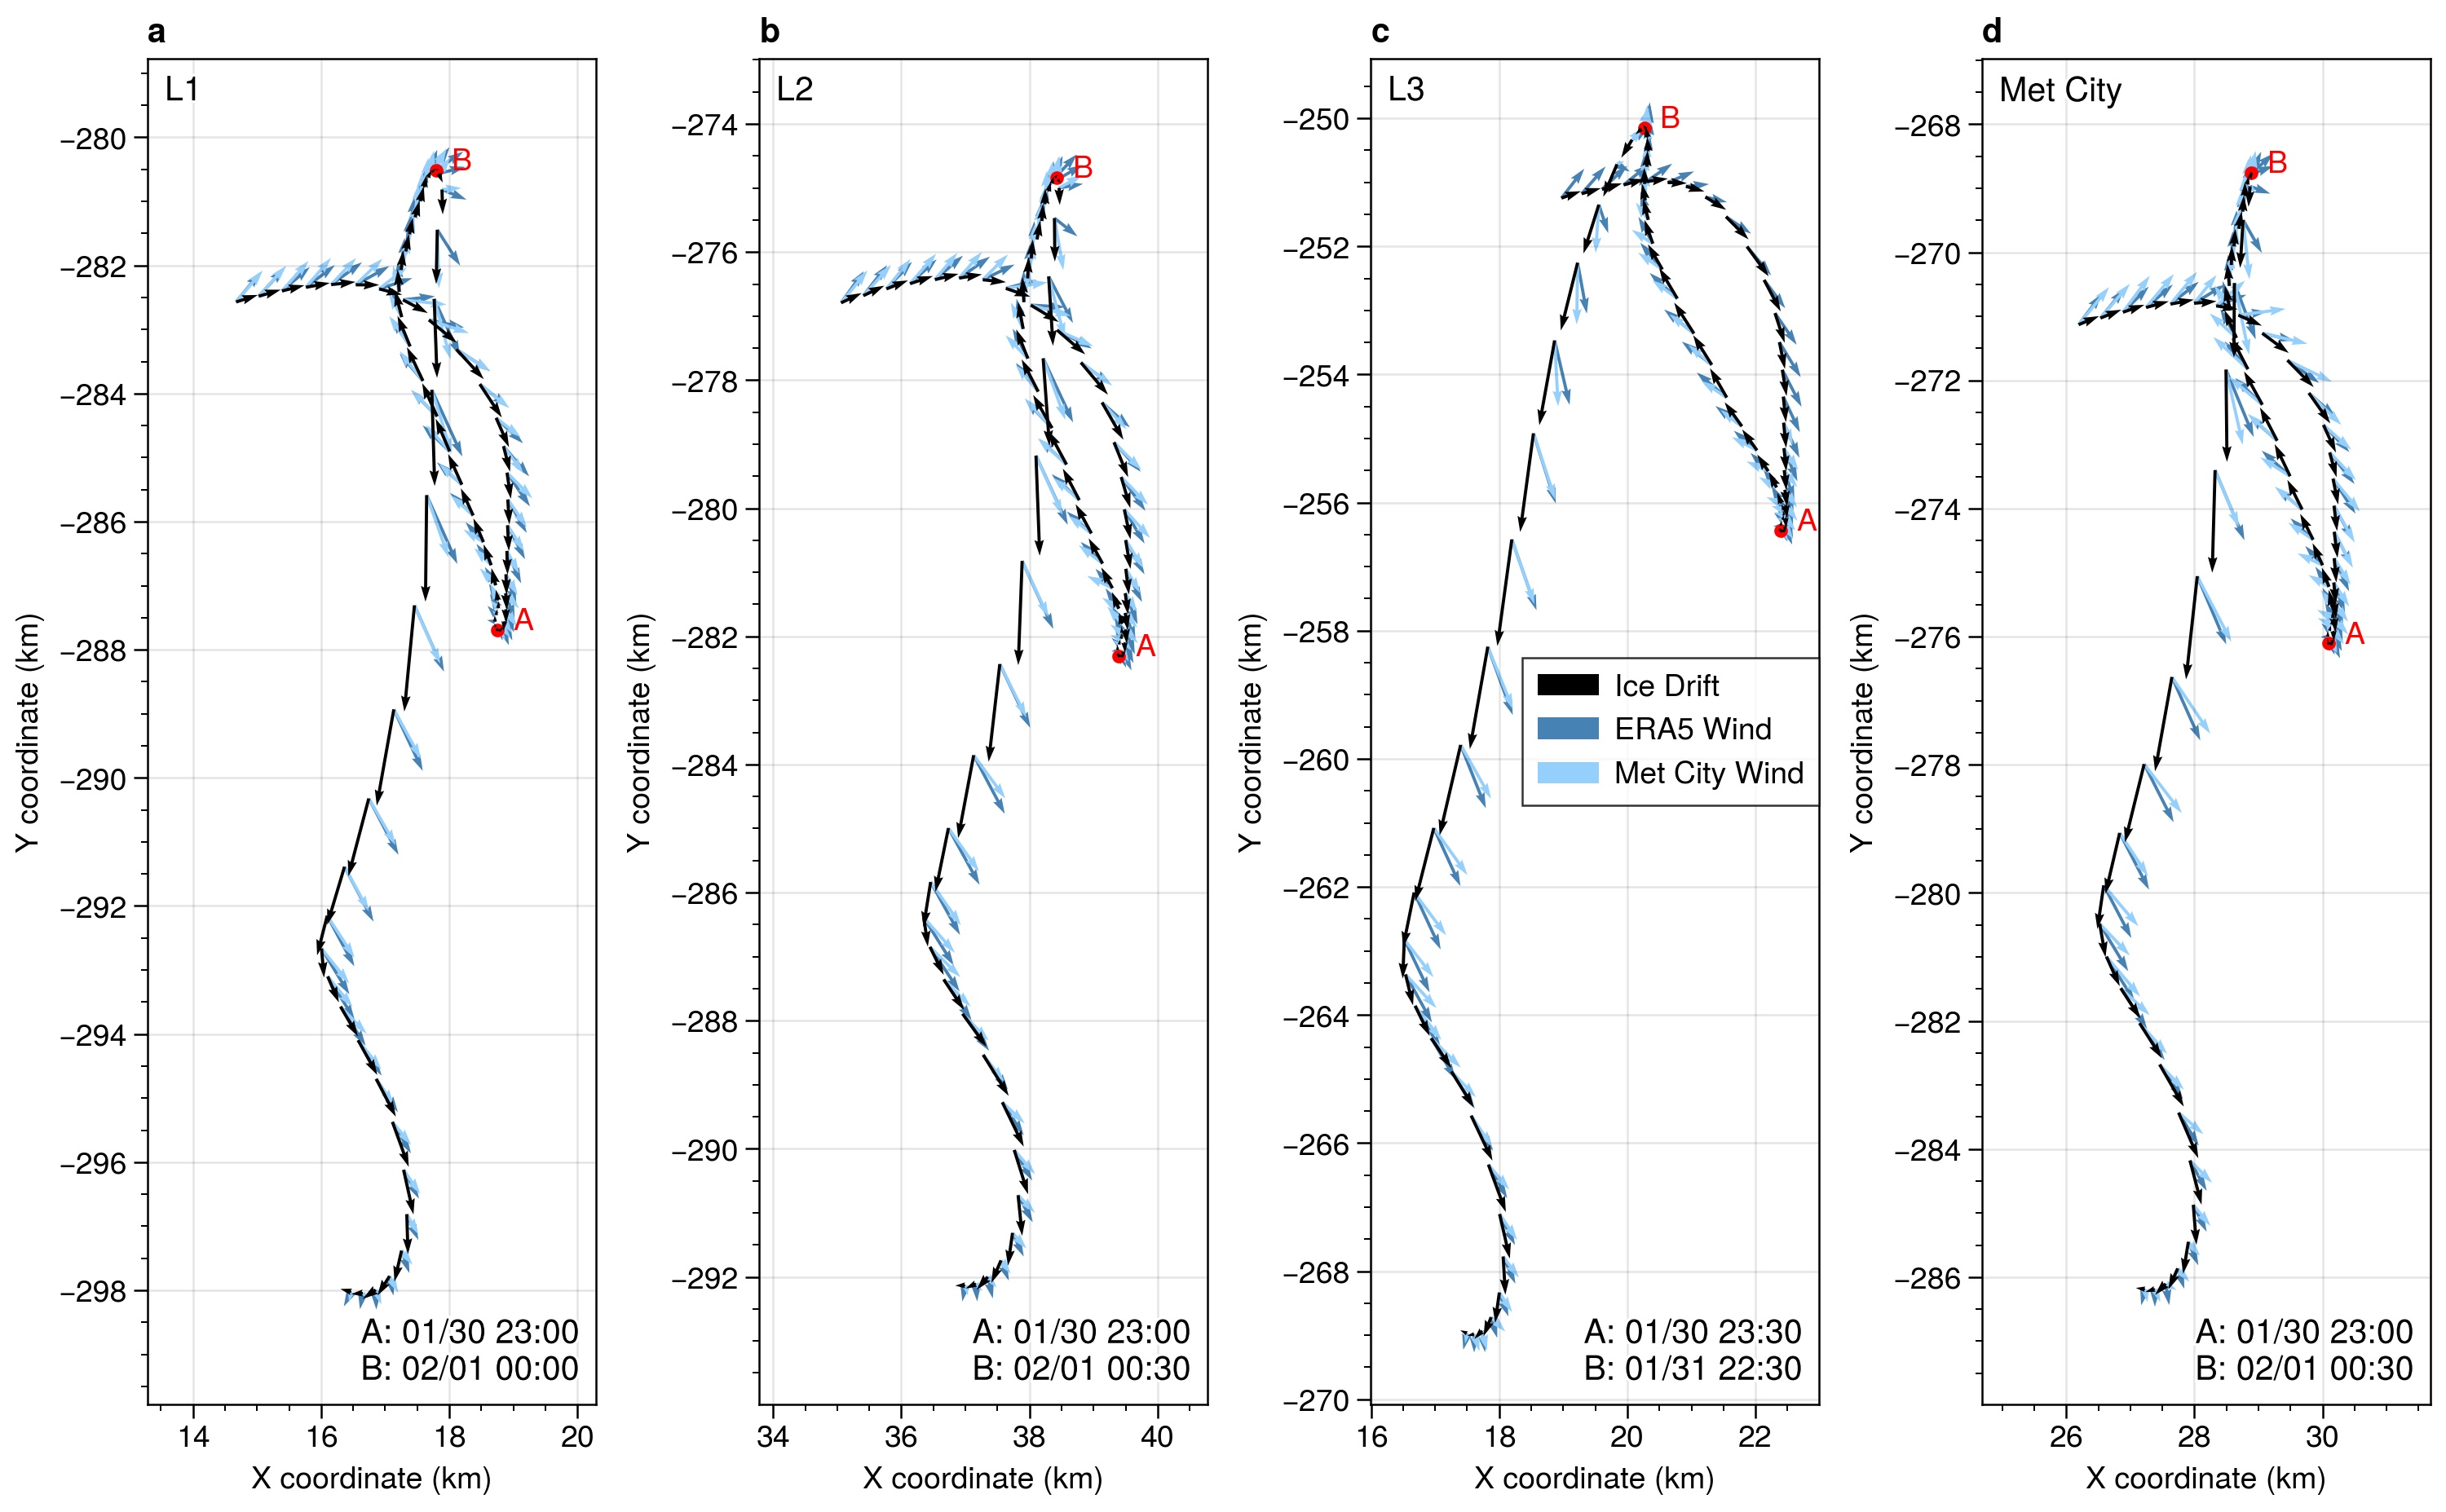 a
L1
B
A
A: 01/30 23:00
B: 02/01 00:00
−280
−282
−284
−286
−288
−290
−292
−294
−296
−298
14
16
18
20
X coordinate (km)
Y coordinate (km)
b
L2
B
A
A: 01/30 23:00
B: 02/01 00:30
−274
−276
−278
−280
−282
−284
−286
−288
−290
−292
34
36
38
40
X coordinate (km)
Y coordinate (km)
c
L3
B
A
Ice Drift
ERA5 Wind
Met City Wind
A: 01/30 23:30
B: 01/31 22:30
−250
−252
−254
−256
−258
−260
−262
−264
−266
−268
−270
16
18
20
22
X coordinate (km)
Y coordinate (km)
d
Met City
B
A
A: 01/30 23:00
B: 02/01 00:30
−268
−270
−272
−274
−276
−278
−280
−282
−284
−286
26
28
30
X coordinate (km)
Y coordinate (km)